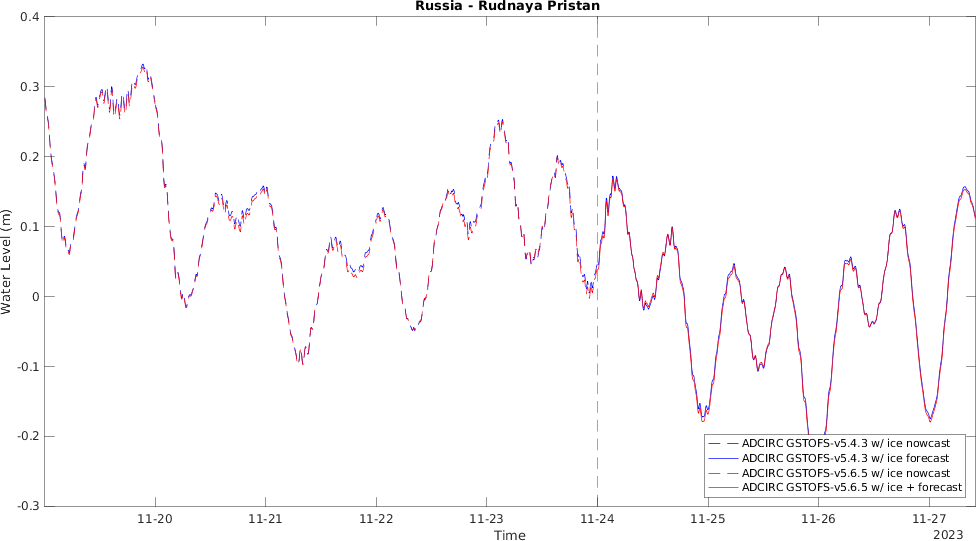 Russia - Rudnaya Pristan
0.4
0.3
0.2
0.1
0
-0.1
-0.2
-0.3
Water Level (m)
ADCIRC GSTOFS-v5.4.3 w/ ice nowcast
ADCIRC GSTOFS-v5.4.3 w/ ice forecast
ADCIRC GSTOFS-v5.6.5 w/ ice nowcast
ADCIRC GSTOFS-v5.6.5 w/ ice + forecast
11-20 11-21 11-22 11-23 11-24 11-25 11-26 11-27
Time
2023